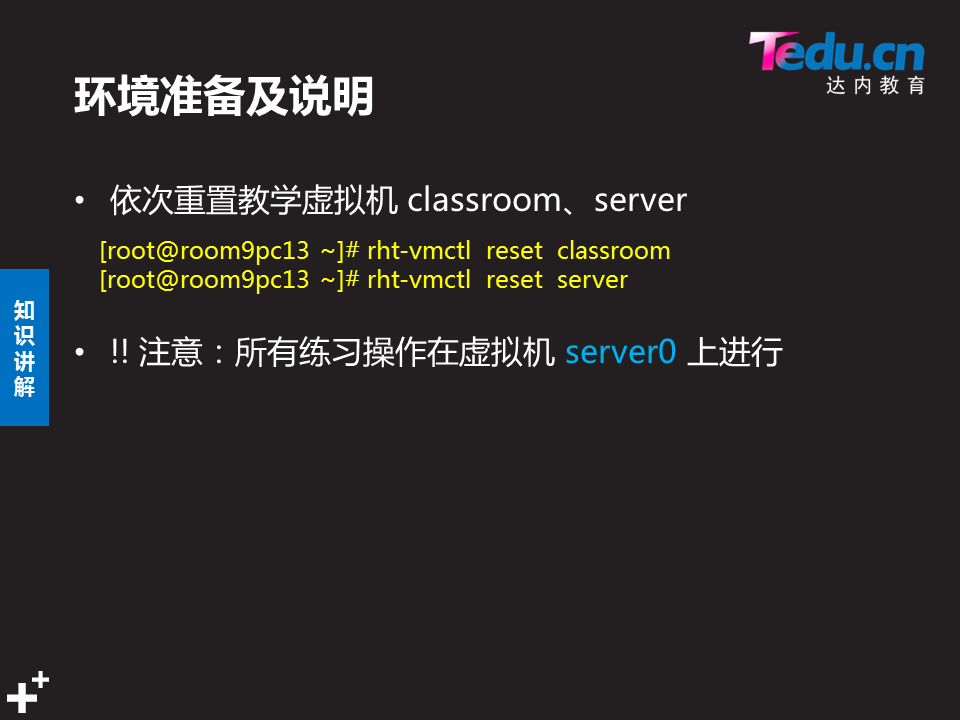 Tedu.cn
达内教育
环境准备及说明
• 依次重置教学虚拟机 classroom、server
[root@room9pc13 ~]# rht-vmctl reset classroom
[root@room9pc13 ~]# rht-vmctl reset server
• !! 注意：所有练习操作在虚拟机 server0 上进行
知识讲解